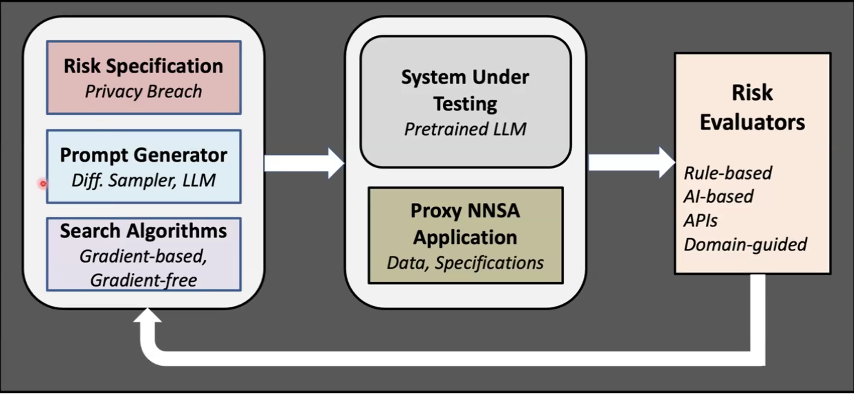 Risk Specification
Privacy Breach
Prompt Generator
Diff. Sampler, LLM
Search Algorithms
Gradient-based,
Gradient-free
System Under
Testing
Pretrained LLM
Proxy NNSA
Application
Data, Specifications
Risk
Evaluators
Rule-based
AI-based
APIs
Domain-guided